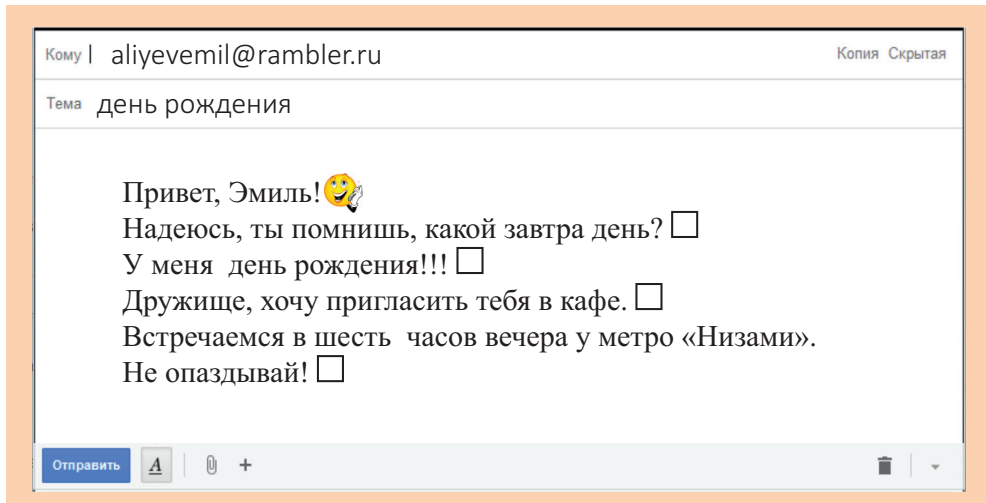 Кому aliyevemil@rambler.ru Копия Скрытая
Тема день рождения
Привет, Эмиль!
Надеюсь, ты помнишь, какой завтра день?
У меня день рождения!!!
Дружище, хочу пригласить тебя в кафе.
Встречаемся в шесть часов вечера у метро «Низами».
Не опаздывай!
Отправить A